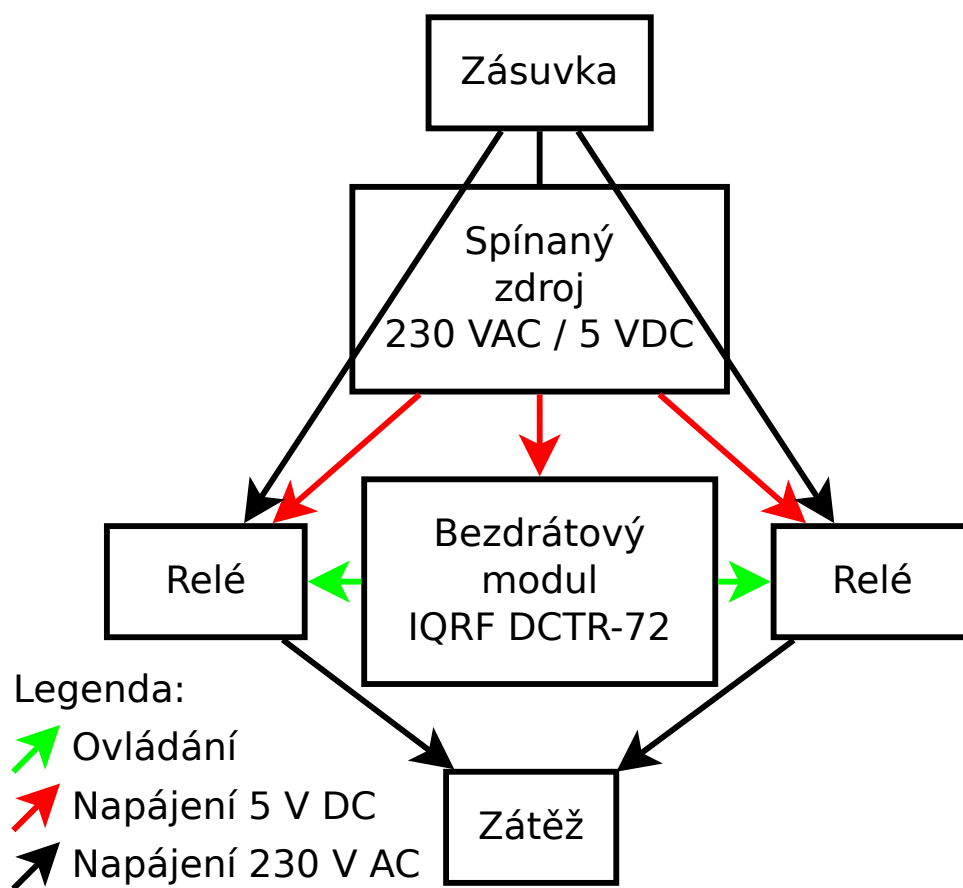 Zásuvka
Spínaný
zdroj
230 VAC / 5 VDC
Relé
Bezdrátový
modul
IQRF DCTR-72
Relé
Legenda:
Ovládání
Napájení 5 V DC
Napájení 230 V AC
Zátěž